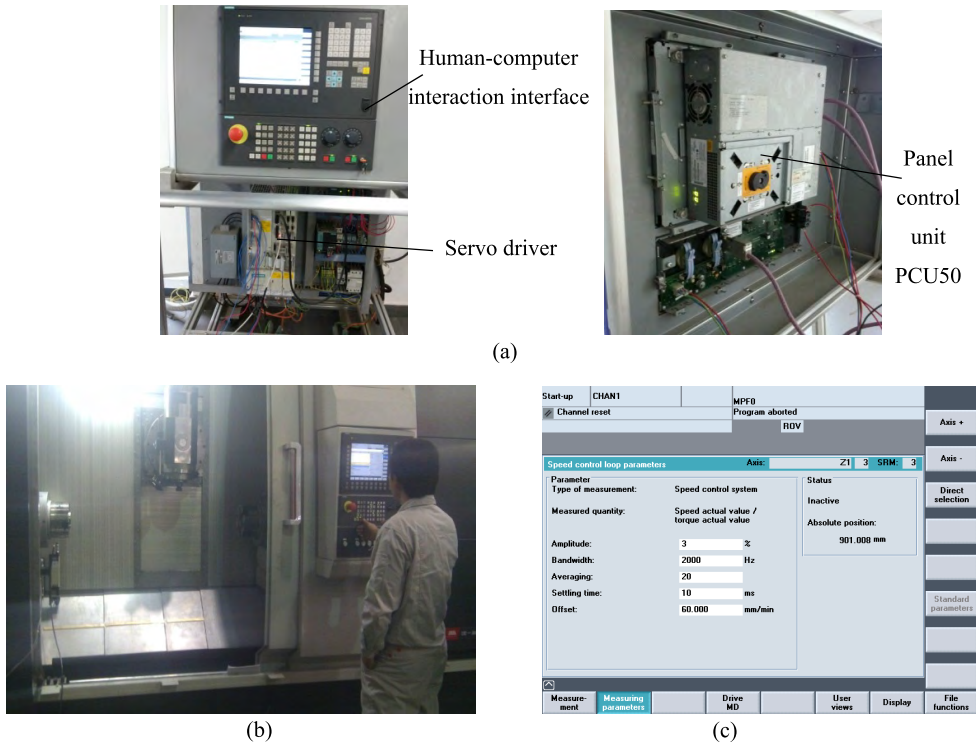 Human-computer
interaction interface
Servo driver
Panel
control
unit
PCU50
(a)
Start-up CHAN1 MPF0
Channel reset Program aborted
ROV
Speed control loop parameters Axis: Z1 3 SRM: 3
Parameter
Type of measurement: Speed control system
Measured quantity: Speed actual value /
torque actual value
Amplitude: 3 %
Bandwidth: 2000 Hz
Averaging: 20
Settling time: 10 ms
Offset: 60.000 mm/min
Status
Inactive
Absolute position:
901.008 mm
Axis +
Axis -
Direct
selection
Standard
parameters
Measure-
ment
Measuring
parameters
Drive
MD
User
views
Display
File
functions
(b)
(c)